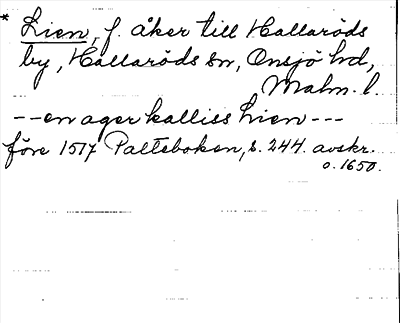 * Lien, f. åker till Hallaröds
by, Hallaröds sn, Onsjö hd,
Malm. l.
--en ager kalliss Lien---
före 1517 Palteboken, s. 244. avskr.
o. 1650.